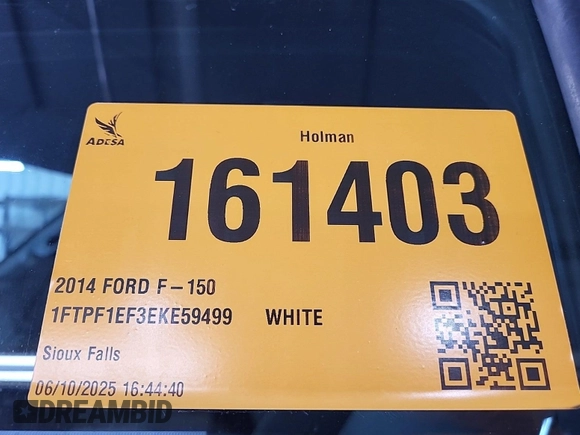 ADESA
Holman
161403
2014 FORD F-150
1FTPF1EF3EKE59499 WHITE
Sioux Falls
06/10/2025 16:44:40
DREAMBID